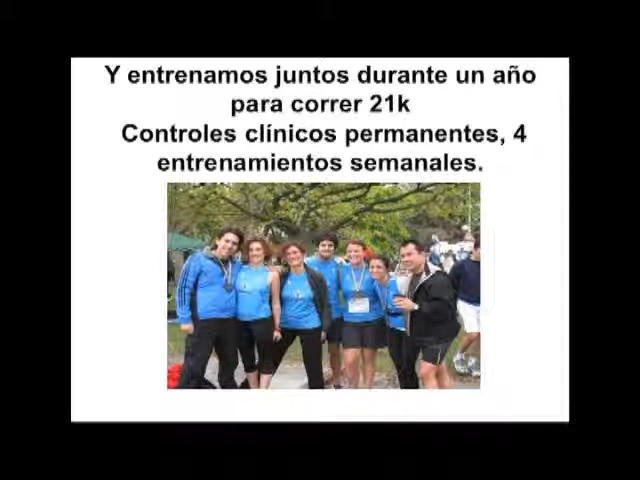 Y entrenamos juntos durante un año
para correr 21k
Controles clínicos permanentes, 4
entrenamientos semanales.